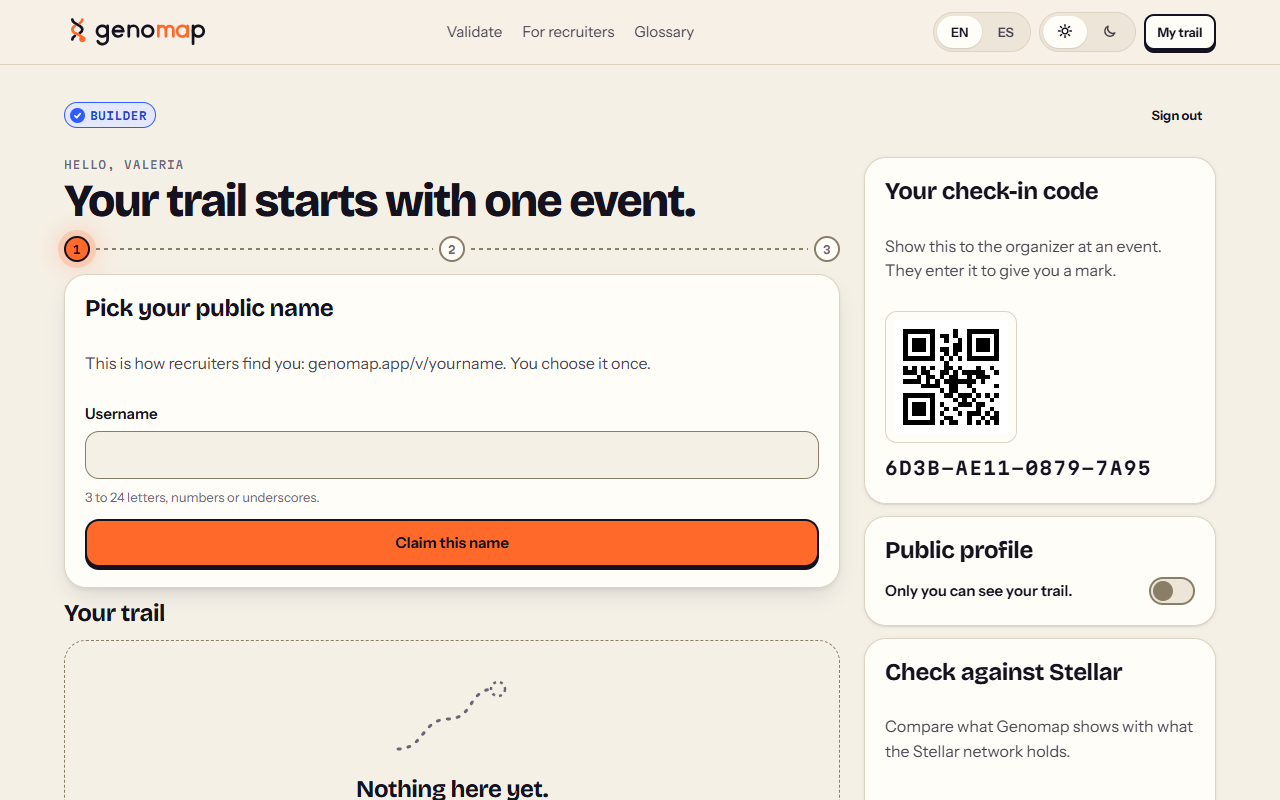 genomap
Validate
For recruiters
Glossary
EN
ES
My trail
BUILDER
Sign out
HELLO, VALERIA
Your trail starts with one event.
1
2
3
Pick your public name
This is how recruiters find you: genomap.app/v/yourname. You choose it once.
Username
3 to 24 letters, numbers or underscores.
Claim this name
Your trail
Nothing here yet.
Your check-in code
Show this to the organizer at an event.
They enter it to give you a mark.
6D3B-AE11-0879-7A95
Public profile
Only you can see your trail.
Check against Stellar
Compare what Genomap shows with what
the Stellar network holds.